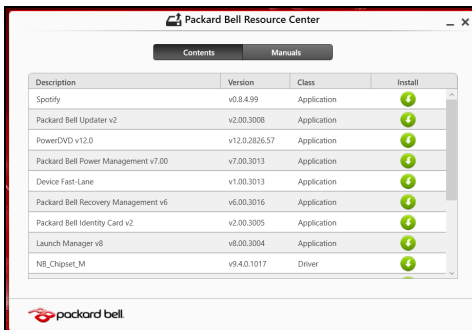 Packard Bell Resource Center
Contents Manuals
Description Version Class Install
Spotify v0.8.4.99 Application
Packard Bell Updater v2 v2.00.3008 Application
PowerDVD v12.0 v12.0.2826.57 Application
Packard Bell Power Management v7.00 v7.00.3013 Application
Device Fast-Lane v1.00.3013 Application
Packard Bell Recovery Management v6 v6.00.3016 Application
Packard Bell Identity Card v2 v2.00.3005 Application
Launch Manager v8 v8.00.3004 Application
NB_Chipset_M v9.4.0.1017 Driver
packard bell